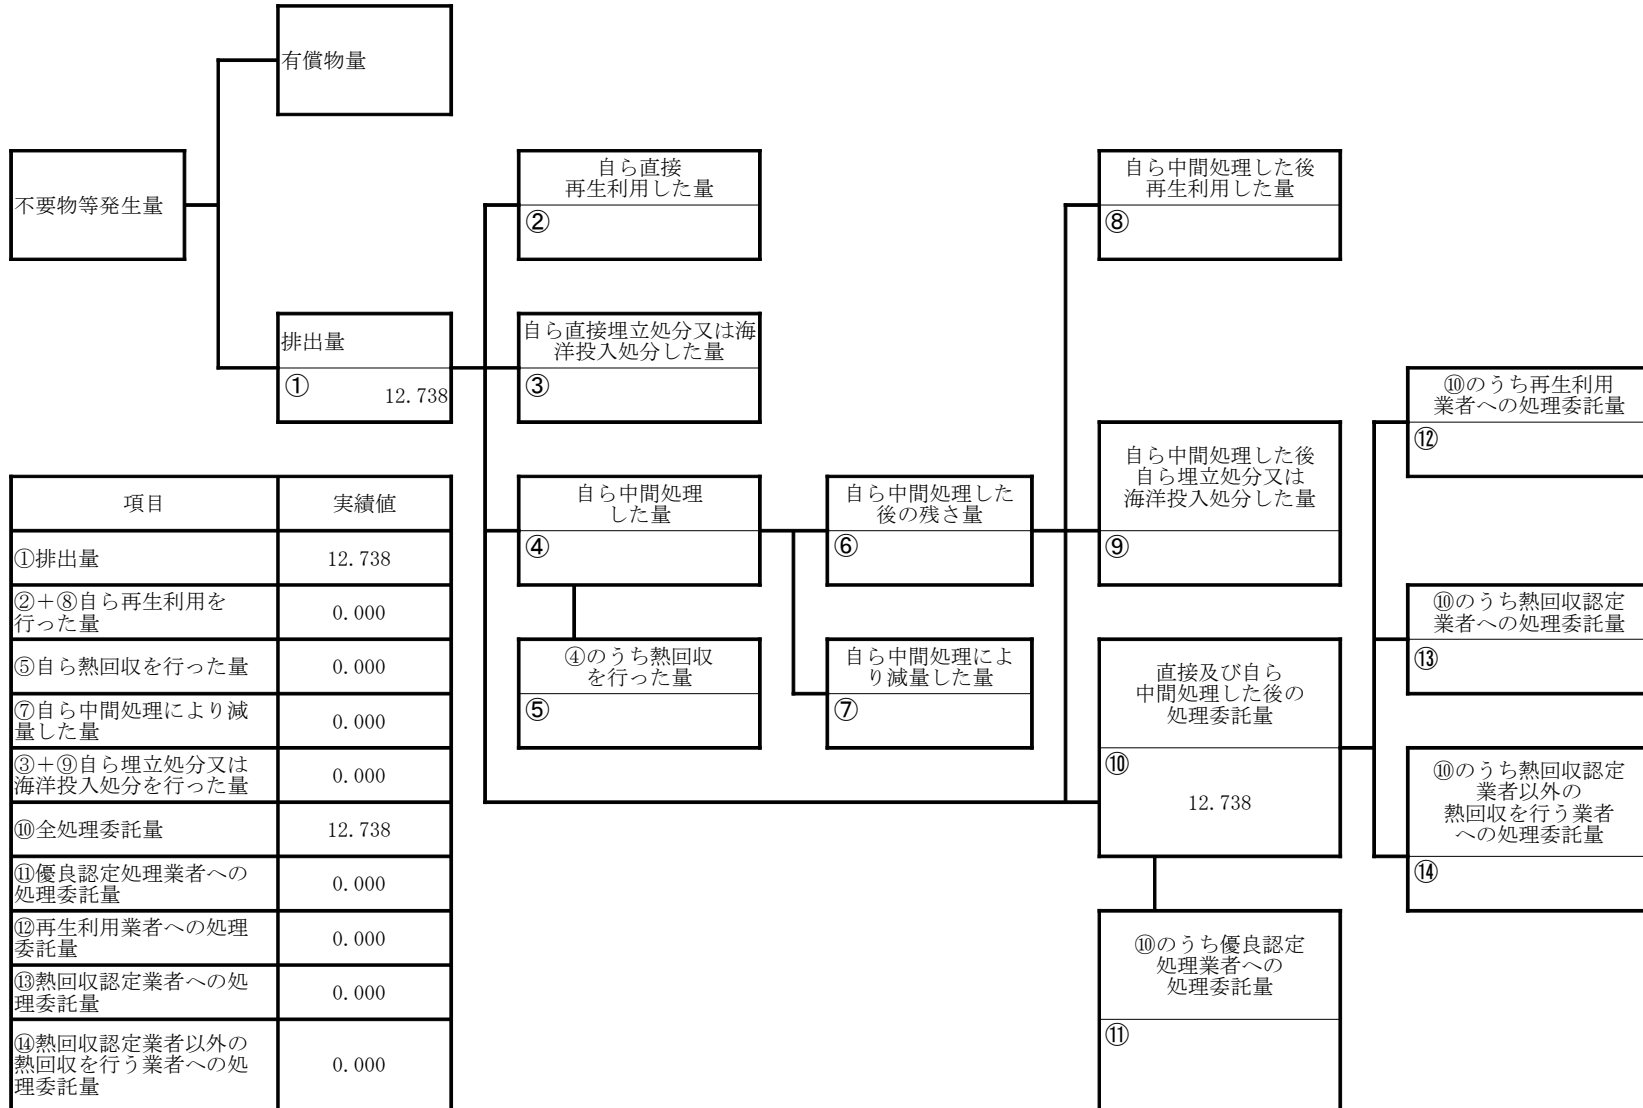 有償物量
不要物等発生量
自ら直接
再生利用した量
②
自ら中間処理した後
再生利用した量
⑧
排出量
①
12.738
自ら直接埋立処分又は海
洋投入処分した量
③
⑩のうち再生利用
業者への処理委託量
⑫
自ら中間処理
した量
④
自ら中間処理した
後の残さ量
⑥
自ら中間処理した後
自ら埋立処分又は
海洋投入処分した量
⑨
⑩のうち熱回収認定
業者への処理委託量
⑬
④のうち熱回収
を行った量
⑤
自ら中間処理によ
り減量した量
⑦
直接及び自ら
中間処理した後の
処理委託量
⑩
12.738
⑩のうち熱回収認定
業者以外の
熱回収を行う業者
への処理委託量
⑭
⑩のうち優良認定
処理業者への
処理委託量
⑪
項目 実績値
①排出量 12.738
②+⑧自ら再生利用を
行った量 0.000
⑤自ら熱回収を行った量 0.000
⑦自ら中間処理により減
量した量 0.000
③+⑨自ら埋立処分又は
海洋投入処分を行った量 0.000
⑩全処理委託量 12.738
⑪優良認定処理業者への
処理委託量 0.000
⑫再生利用業者への処理
委託量 0.000
⑬熱回収認定業者への処
理委託量 0.000
⑭熱回収認定業者以外の
熱回収を行う業者への処
理委託量 0.000